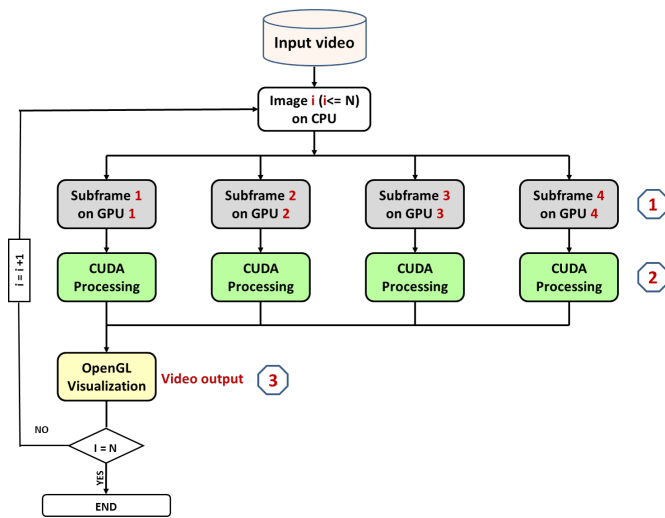 Input video
Image i (i<= N)
on CPU
Subframe 1
on GPU 1
Subframe 2
on GPU 2
Subframe 3
on GPU 3
Subframe 4
on GPU 4
1
i = i +1
CUDA
Processing
CUDA
Processing
CUDA
Processing
CUDA
Processing
2
OpenGL
Visualization
Video output
3
NO
I = N
YES
END